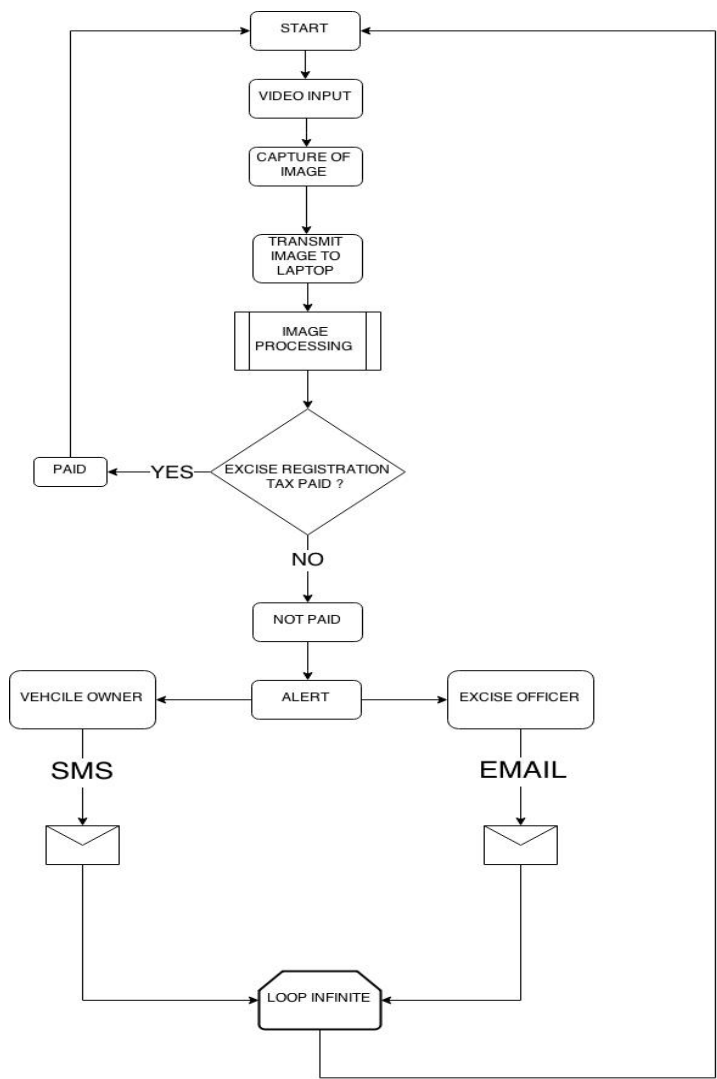 START
VIDEO INPUT
CAPTURE OF
IMAGE
TRANSMIT
IMAGE TO
LAPTOP
IMAGE
PROCESSING
PAID
YES
EXCISE REGISTRATION
TAX PAID ?
NO
NOT PAID
VEHCILE OWNER
ALERT
EXCISE OFFICER
SMS
EMAIL
LOOP INFINITE